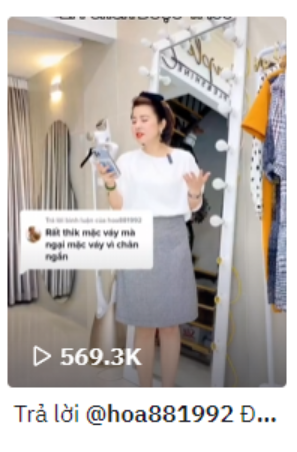 Trả lời bình luận của hoa881992
Rất thik mặc váy mà
ngại mặc váy vì chân
ngắn
569.3K
Trả lời @hoa881992 Đ...